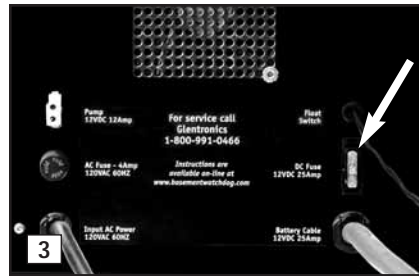 Pump
12VDC 12Amp
For service call
Glentronics
1-800-991-0466
Float
Switch
AC Fuse - 4Amp
120VAC 60HZ
Instructions are
available on-line at
www.basementwatchdog.com
DC Fuse
12VDC 25Amp
Input AC Power
120VAC 60HZ
Battery Cable
12VDC 25Amp
3